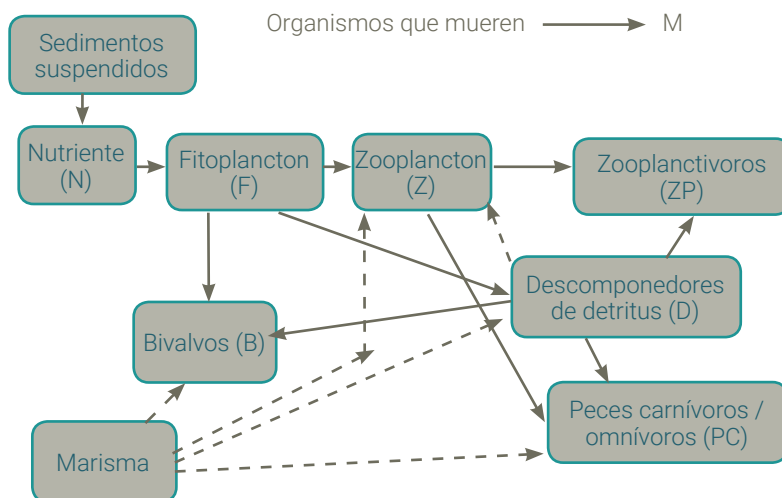 Organismos que mueren
M
Sedimentos
suspendidos
Nutriente
(N)
Fitoplancton
(F)
Zooplancton
(Z)
Zooplanctivoros
(ZP)
Descomponedores
de detritus (D)
Bivalvos (B)
Peces carnívoros /
omnívoros (PC)
Marisma